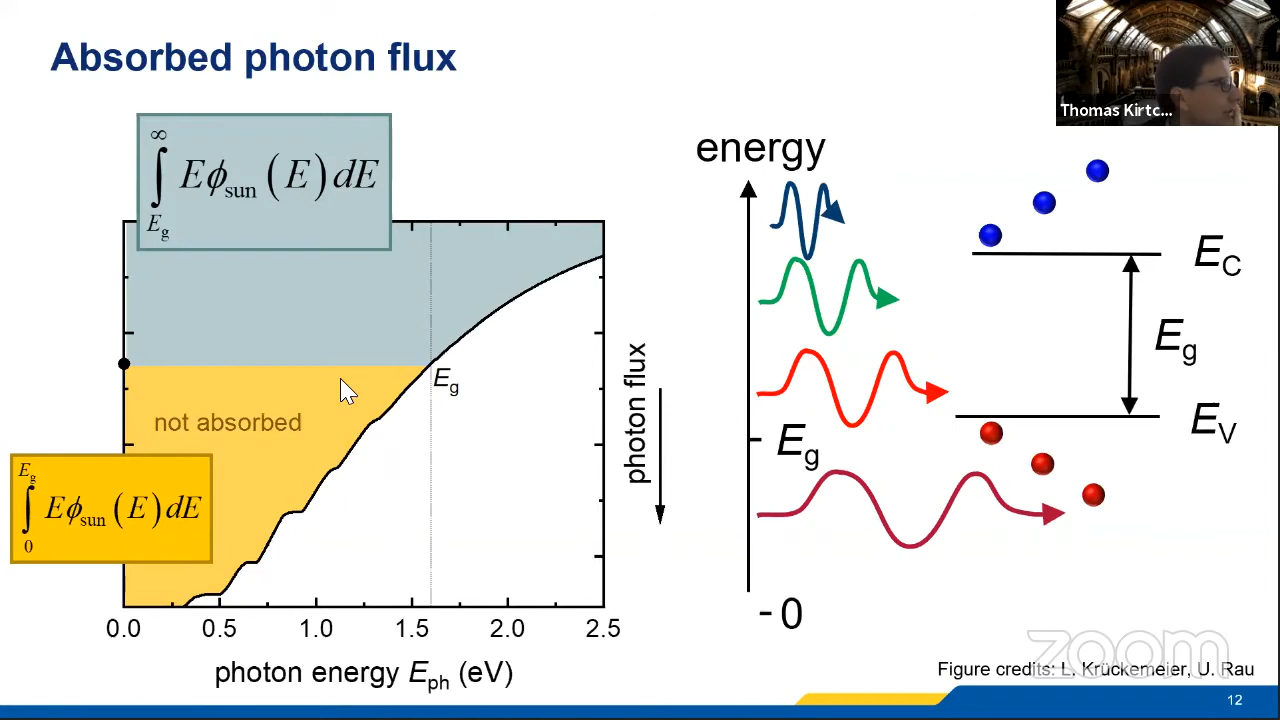 Absorbed photon flux
Thomas Kirtc...
∞
∫ Eϕsun (E) dE
Eg
Eg
not absorbed
Eg
∫ Eϕsun (E) dE
0
0.0 0.5 1.0 1.5 2.0 2.5
photon energy Eph (eV)
photon flux
energy
Eg
0
EC
Eg
EV
zoom
Figure credits: L. Krückemeier, U. Rau
12